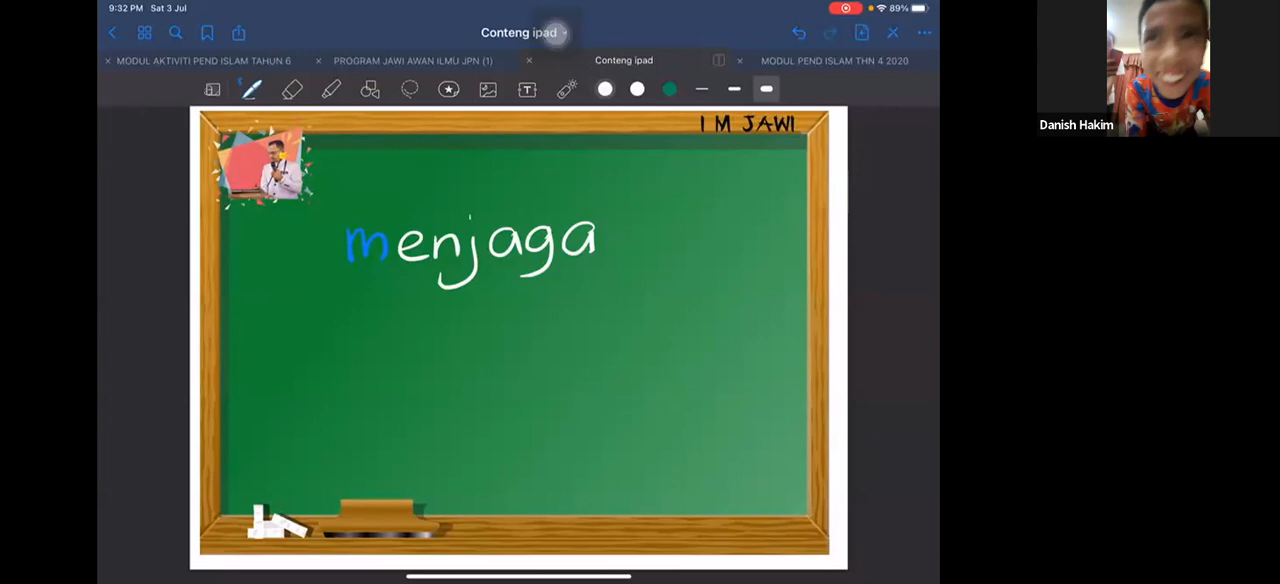 9:32 PM Sat 3 Jul 89%
Conteng ipad
MODUL AKTIVITI PEND ISLAM TAHUN 6 PROGRAM JAWI AWAN ILMU JPN (1) Conteng ipad MODUL PEND ISLAM THN 4 2020
I M JAWI
menjaga
Danish Hakim